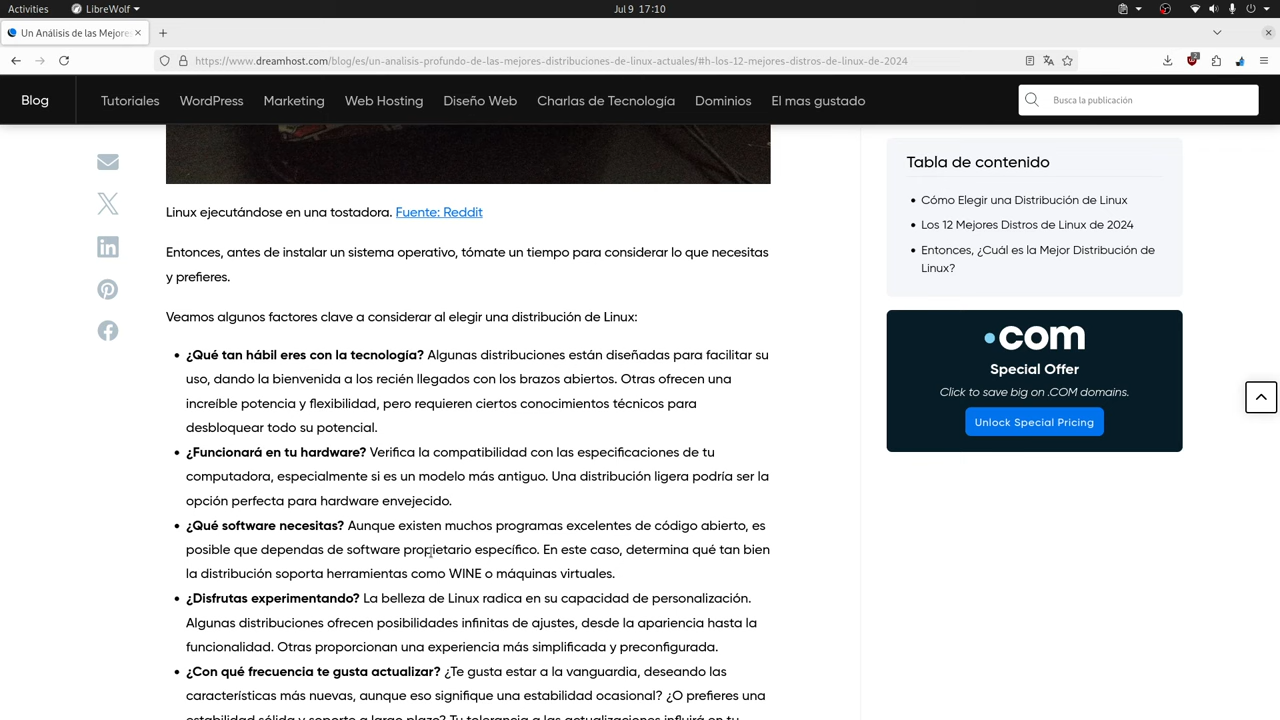 Activities LibreWolf Jul 9 17:10
Un Análisis de las Mejore
https://www.dreamhost.com/blog/es/un-analisis-profundo-de-las-mejores-distribuciones-de-linux-actuales/#h-los-12-mejores-distros-de-linux-de-2024
2
Blog Tutoriales WordPress Marketing Web Hosting Diseño Web Charlas de Tecnología Dominios El mas gustado Busca la publicación
Linux ejecutándose en una tostadora. Fuente: Reddit
Entonces, antes de instalar un sistema operativo, tómate un tiempo para considerar lo que necesitas
y prefieres.
Veamos algunos factores clave a considerar al elegir una distribución de Linux:
• ¿Qué tan hábil eres con la tecnología? Algunas distribuciones están diseñadas para facilitar su
uso, dando la bienvenida a los recién llegados con los brazos abiertos. Otras ofrecen una
increíble potencia y flexibilidad, pero requieren ciertos conocimientos técnicos para
desbloquear todo su potencial.
• ¿Funcionará en tu hardware? Verifica la compatibilidad con las especificaciones de tu
computadora, especialmente si es un modelo más antiguo. Una distribución ligera podría ser la
opción perfecta para hardware envejecido.
• ¿Qué software necesitas? Aunque existen muchos programas excelentes de código abierto, es
posible que dependas de software propietario específico. En este caso, determina qué tan bien
la distribución soporta herramientas como WINE o máquinas virtuales.
• ¿Disfrutas experimentando? La belleza de Linux radica en su capacidad de personalización.
Algunas distribuciones ofrecen posibilidades infinitas de ajustes, desde la apariencia hasta la
funcionalidad. Otras proporcionan una experiencia más simplificada y preconfigurada.
• ¿Con qué frecuencia te gusta actualizar? ¿Te gusta estar a la vanguardia, deseando las
características más nuevas, aunque eso signifique una estabilidad ocasional? ¿O prefieres una
estabilidad sólida y soporte a largo plazo? Tu tolerancia a las actualizaciones influirá en tu
Tabla de contenido
• Cómo Elegir una Distribución de Linux
• Los 12 Mejores Distros de Linux de 2024
• Entonces, ¿Cuál es la Mejor Distribución de
Linux?
.com
Special Offer
Click to save big on .COM domains.
Unlock Special Pricing